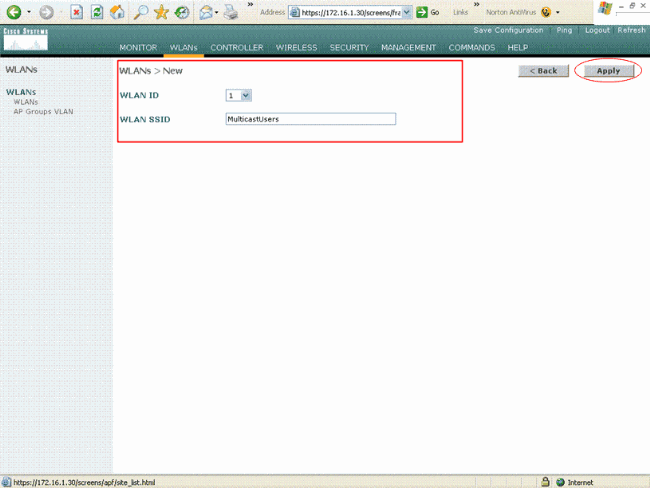 »
»
Address https://172.16.1.30/screens/fra Go Links Norton AntiVirus
Save Configuration | Ping | Logout Refresh
CISCO SYSTEMS
MONITOR WLANs CONTROLLER WIRELESS SECURITY MANAGEMENT COMMANDS HELP
WLANs
WLANs
WLANs
AP Groups VLAN
WLANs > New
< Back
Apply
WLAN ID 1
WLAN SSID MulticastUsers
https://172.16.1.30/screens/apf/site_list.html
Internet